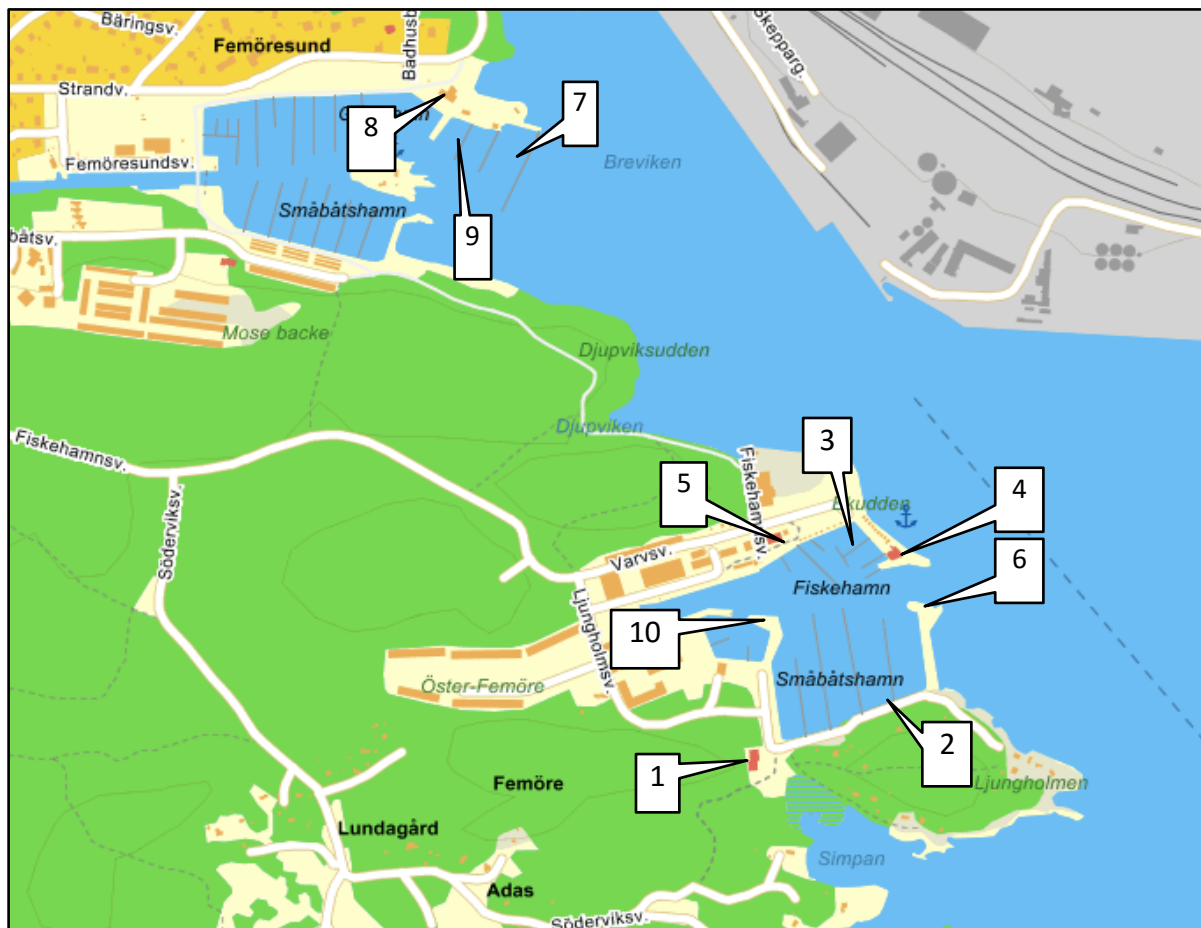 Bäringsv.
Femöresund
Badhusb
Skepparg.
Strandv.
7
8
Femöresundsv.
Breviken
Småbåtshamn
9
båtsv.
Mose backe
Djupviksudden
Djupviken
Fiskehamnsv.
3
5
Fiskehamnsv.
4
Ekudden
Söderviksv.
Varvsv.
6
Fiskehamn
Ljungholmsv.
10
Småbåtshamn
Öster-Femöre
2
1
Femöre
Ljungholmen
Lundagård
Simpan
Adas
Söderviksv.